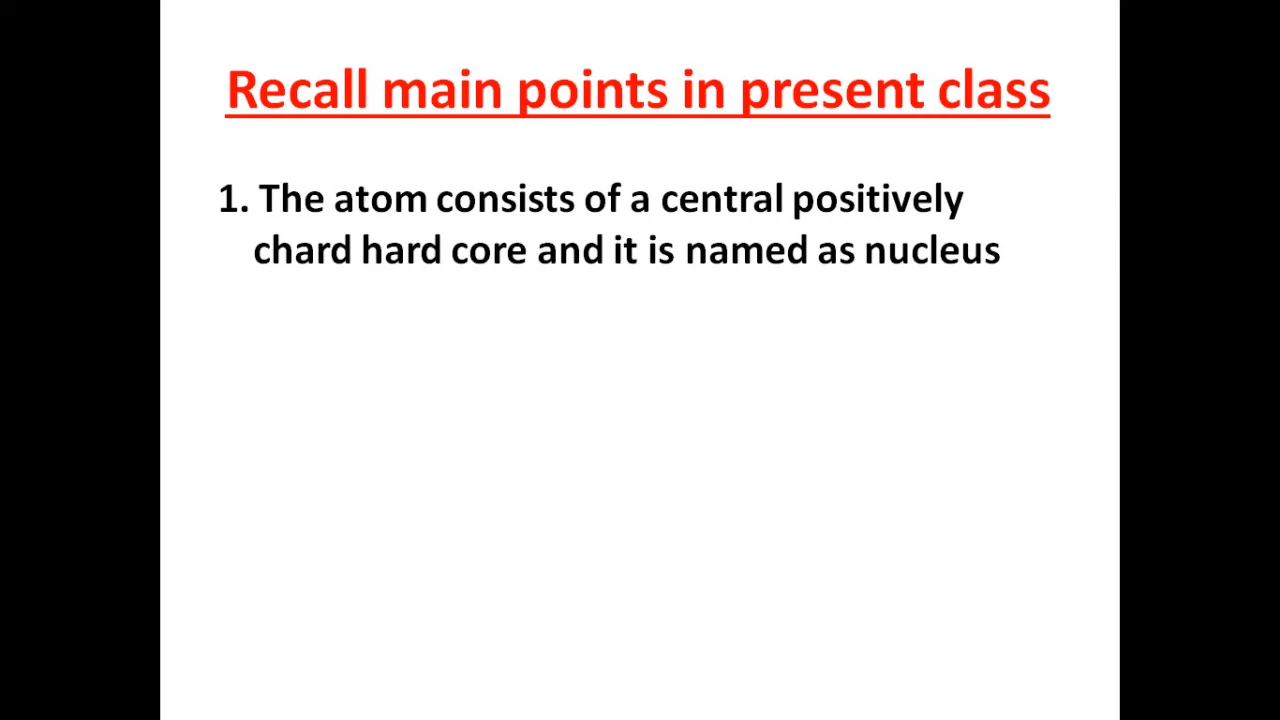 Recall main points in present class
1. The atom consists of a central positively
chard hard core and it is named as nucleus